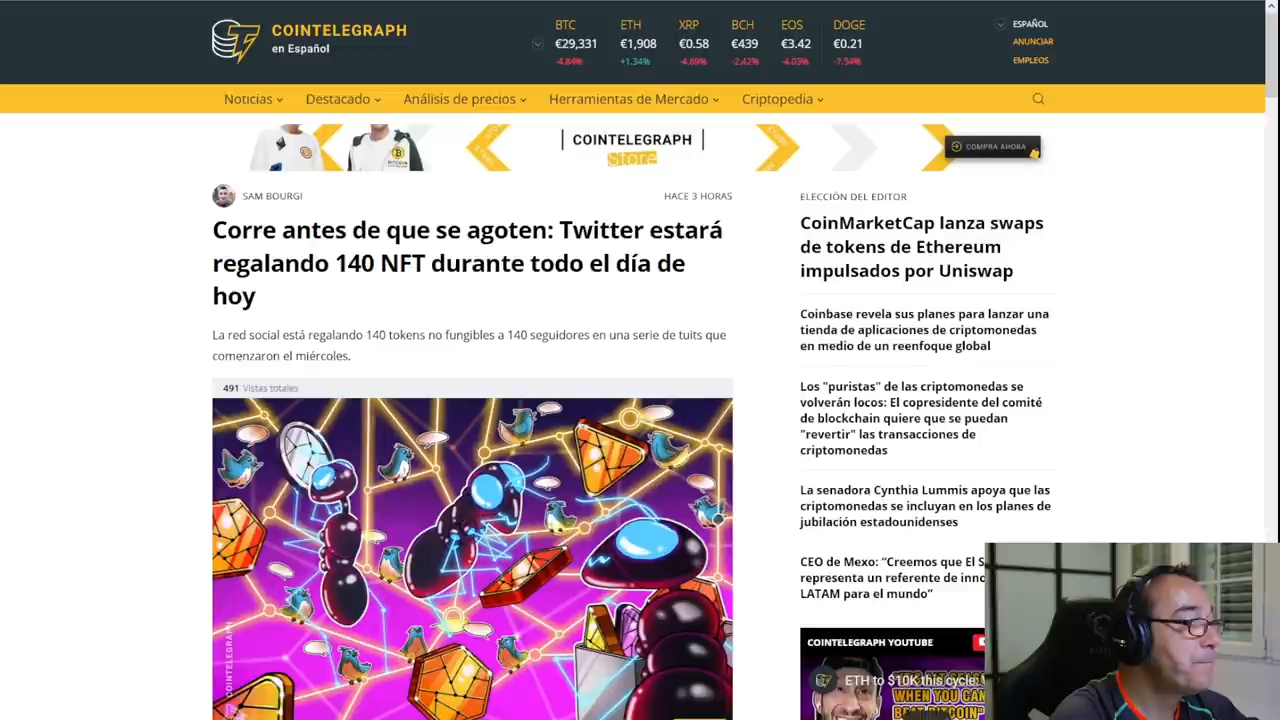 COINTELEGRAPH
en Español
BTC ETH XRP BCH EOS DOGE
€29,331 €1,908 €0.58 €439 €3.42 €0.21
-4.84% +1.34% -4.69% -2.42% -4.03% -7.54%
ESPAÑOL
ANUNCIAR
EMPLEOS
Noticias Destacado Análisis de precios Herramientas de Mercado Criptopedia
COINTELEGRAPH
Store
COMPRA AHORA
BITCOIN
SAM BOURGI HACE 3 HORAS
Corre antes de que se agoten: Twitter estará
regalando 140 NFT durante todo el día de
hoy
La red social está regalando 140 tokens no fungibles a 140 seguidores en una serie de tuits que
comenzaron el miércoles.
491 Vistas totales
COINTELEGRAPH
ELECCIÓN DEL EDITOR
CoinMarketCap lanza swaps
de tokens de Ethereum
impulsados por Uniswap
Coinbase revela sus planes para lanzar una
tienda de aplicaciones de criptomonedas
en medio de un reenfoque global
Los "puristas" de las criptomonedas se
volverán locos: El copresidente del comité
de blockchain quiere que se puedan
"revertir" las transacciones de
criptomonedas
La senadora Cynthia Lummis apoya que las
criptomonedas se incluyan en los planes de
jubilación estadounidenses
CEO de Mexo: “Creemos que El S
representa un referente de inno
LATAM para el mundo”
COINTELEGRAPH YOUTUBE
ETH to $10K this cycle
WHEN YOU CAN
BEAT BITCOIN"